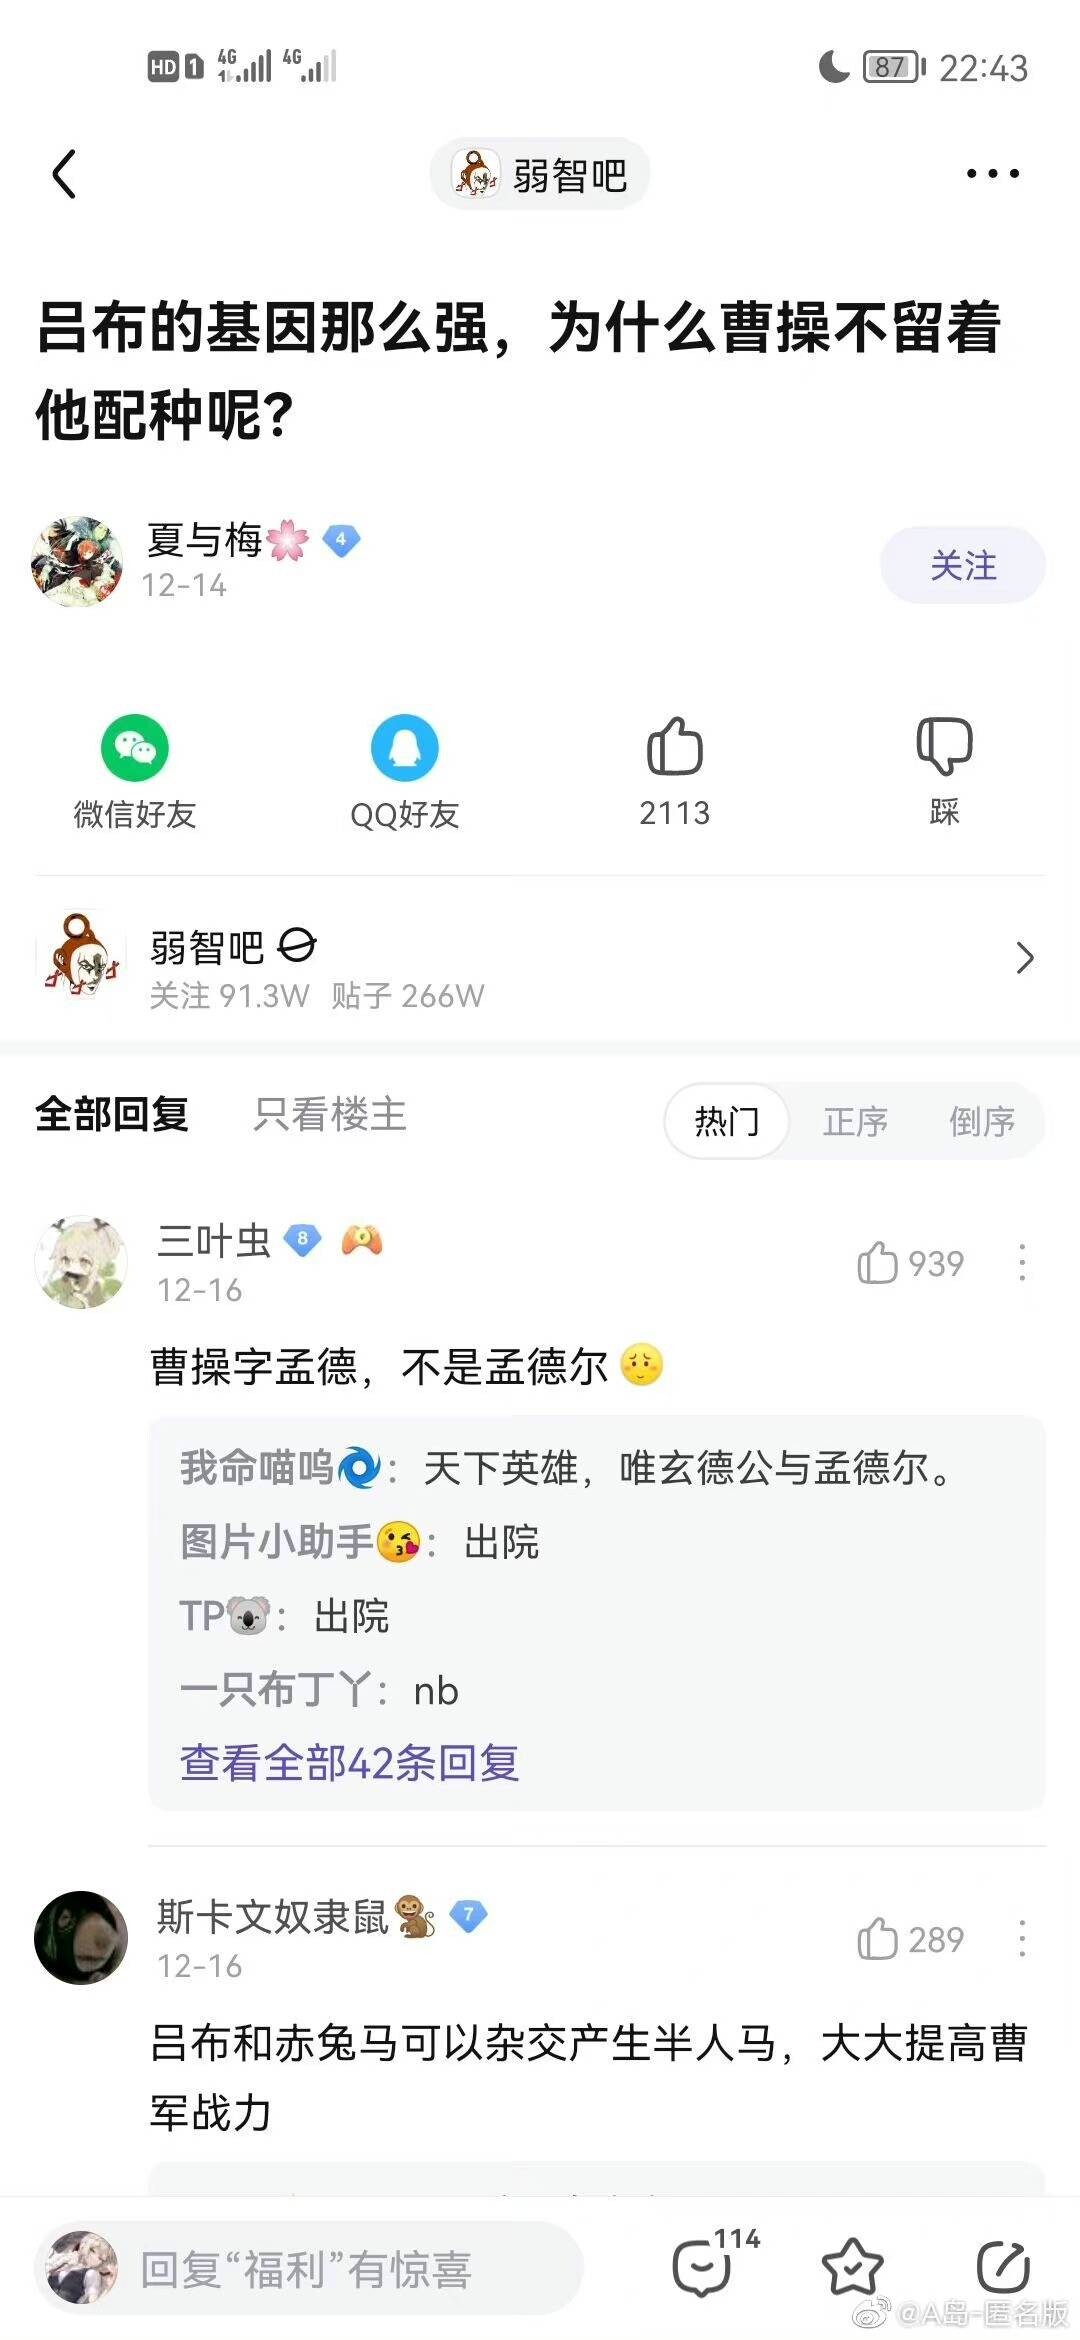 HD 1 4G 4G 87 22:43
弱智吧
吕布的基因那么强，为什么曹操不留着
他配种呢？
夏与梅 4
12-14
关注
微信好友 QQ好友 2113 踩
弱智吧
关注 91.3W 贴子 266W
全部回复 只看楼主 热门 正序 倒序
三叶虫 8
12-16
939
曹操字孟德，不是孟德尔
我命喵呜：天下英雄，唯玄德公与孟德尔。
图片小助手：出院
TP：出院
一只布丁丫：nb
查看全部42条回复
斯卡文奴隶鼠 7
12-16
289
吕布和赤兔马可以杂交产生半人马，大大提高曹
军战力
回复“福利”有惊喜 114
@A岛-匿名版